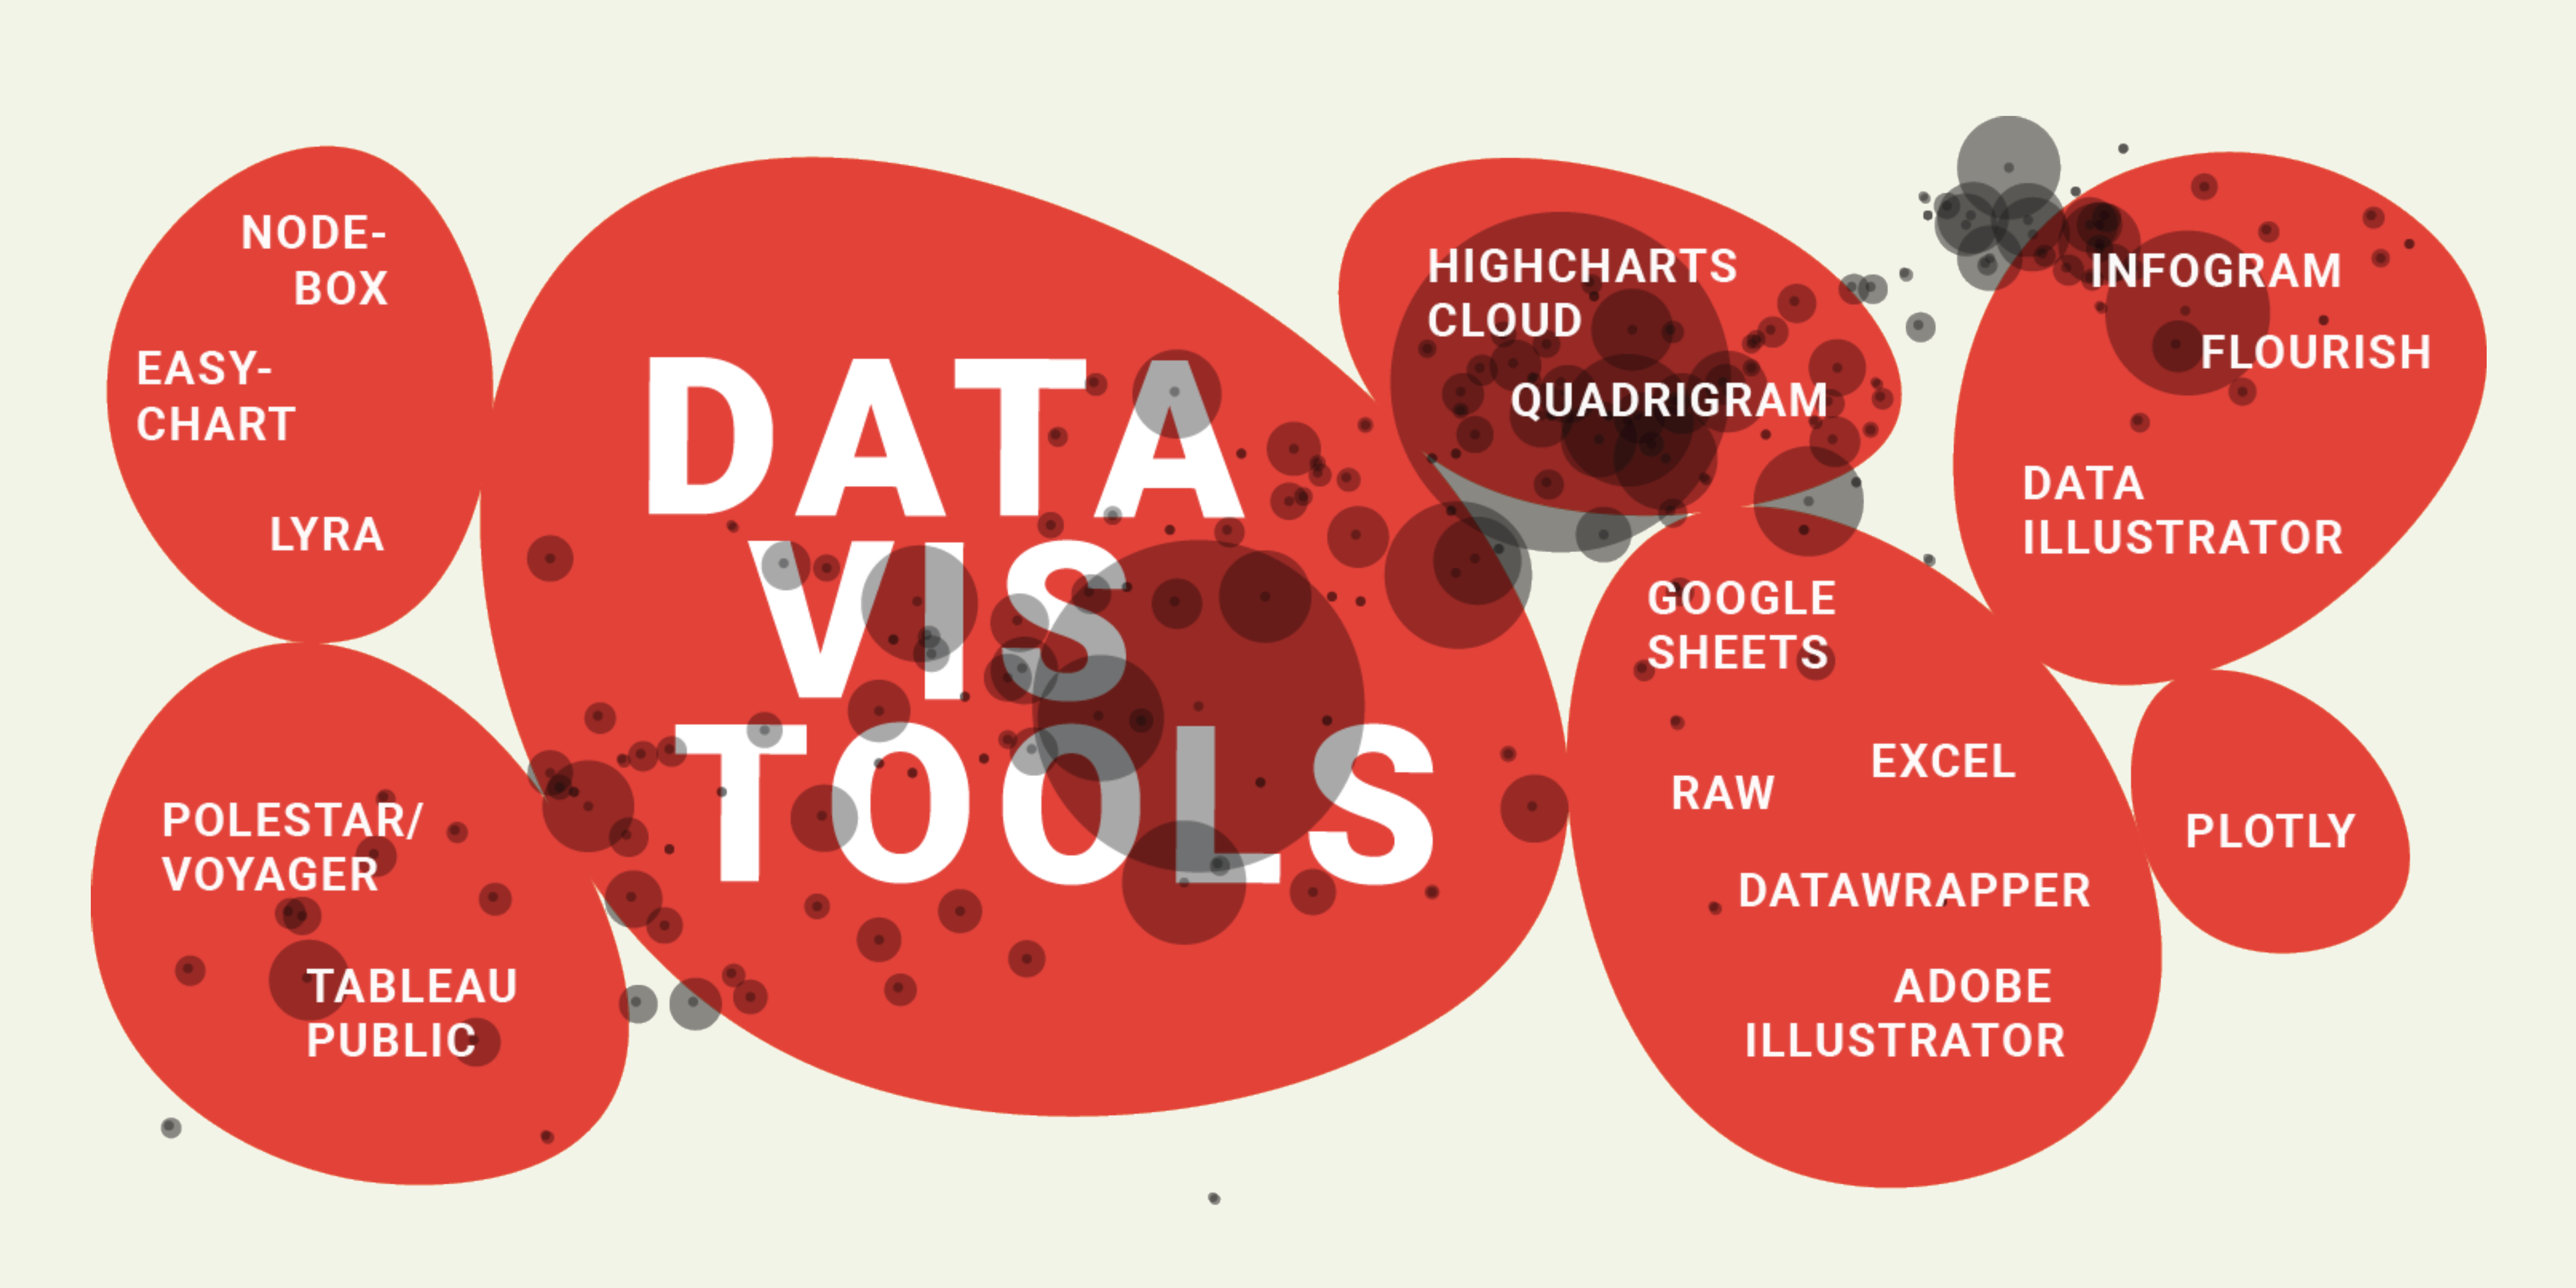 NODE-
BOX
EASY-
CHART
LYRA
POLESTAR/
VOYAGER
TABLEAU
PUBLIC
DATA
VIS
TOOLS
HIGHCHARTS
CLOUD
QUADRIGRAM
INFOGRAM
FLOURISH
DATA
ILLUSTRATOR
GOOGLE
SHEETS
RAW
EXCEL
DATAWRAPPER
ADOBE
ILLUSTRATOR
PLOTLY